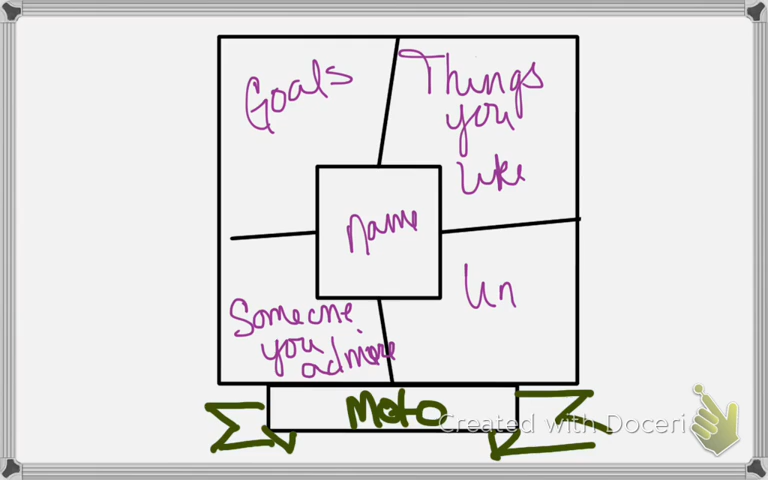 Goals
Things
you
like
Name
Un
Someone
you
admire
Moto
Created with Doceri